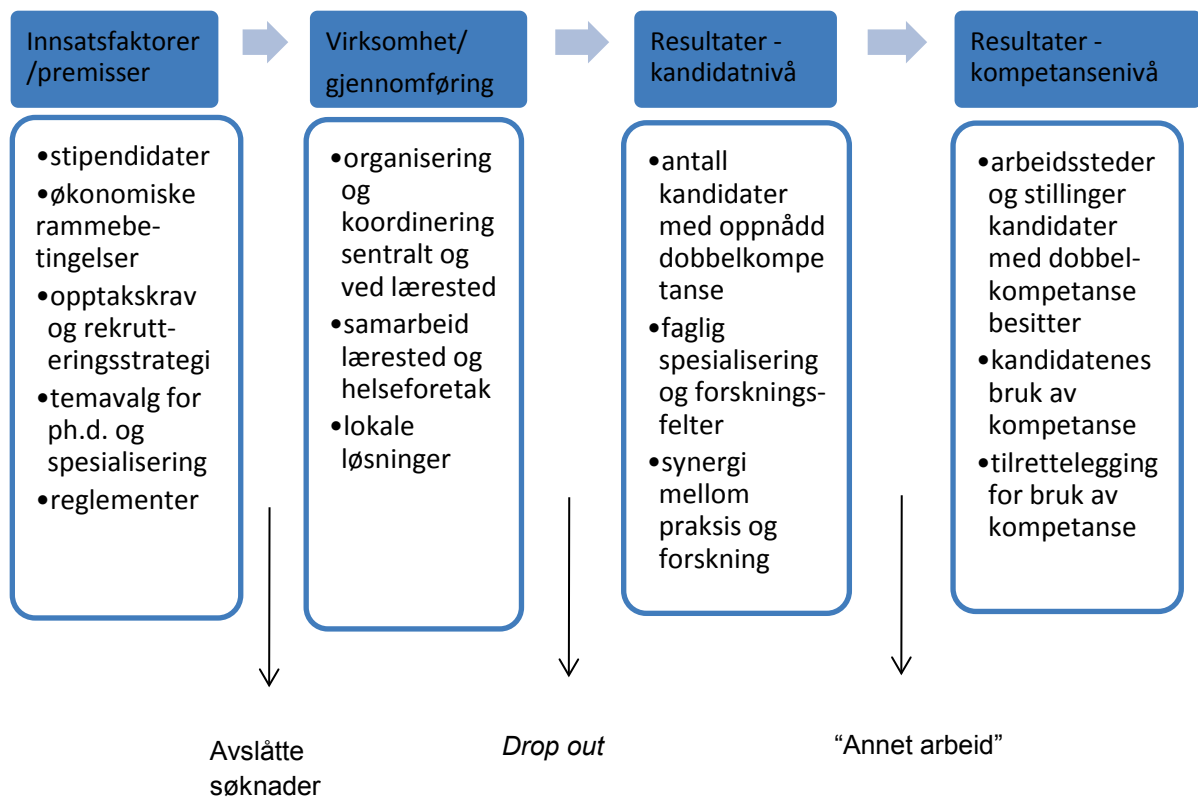 Innsatsfaktorer
/premisser
•stipendidater
•økonomiske
rammebe-
tingelser
•opptakskrav
og rekrutt-
eringsstrategi
•temavalg for
ph.d. og
spesialisering
•reglementer
Virksomhet/
gjennomføring
•organisering
og
koordinering
sentralt og
ved lærested
•samarbeid
lærested og
helseforetak
•lokale
løsninger
Resultater -
kandidatnivå
•antall
kandidater
med oppnådd
dobbelkompe
tanse
•faglig
spesialisering
og forsknings-
felter
•synergi
mellom
praksis og
forskning
Resultater -
kompetansenivå
•arbeidssteder
og stillinger
kandidater
med dobbel-
kompetanse
besitter
•kandidatenes
bruk av
kompetanse
•tilrettelegging
for bruk av
kompetanse
Avslåtte
søknader
Drop out
“Annet arbeid”